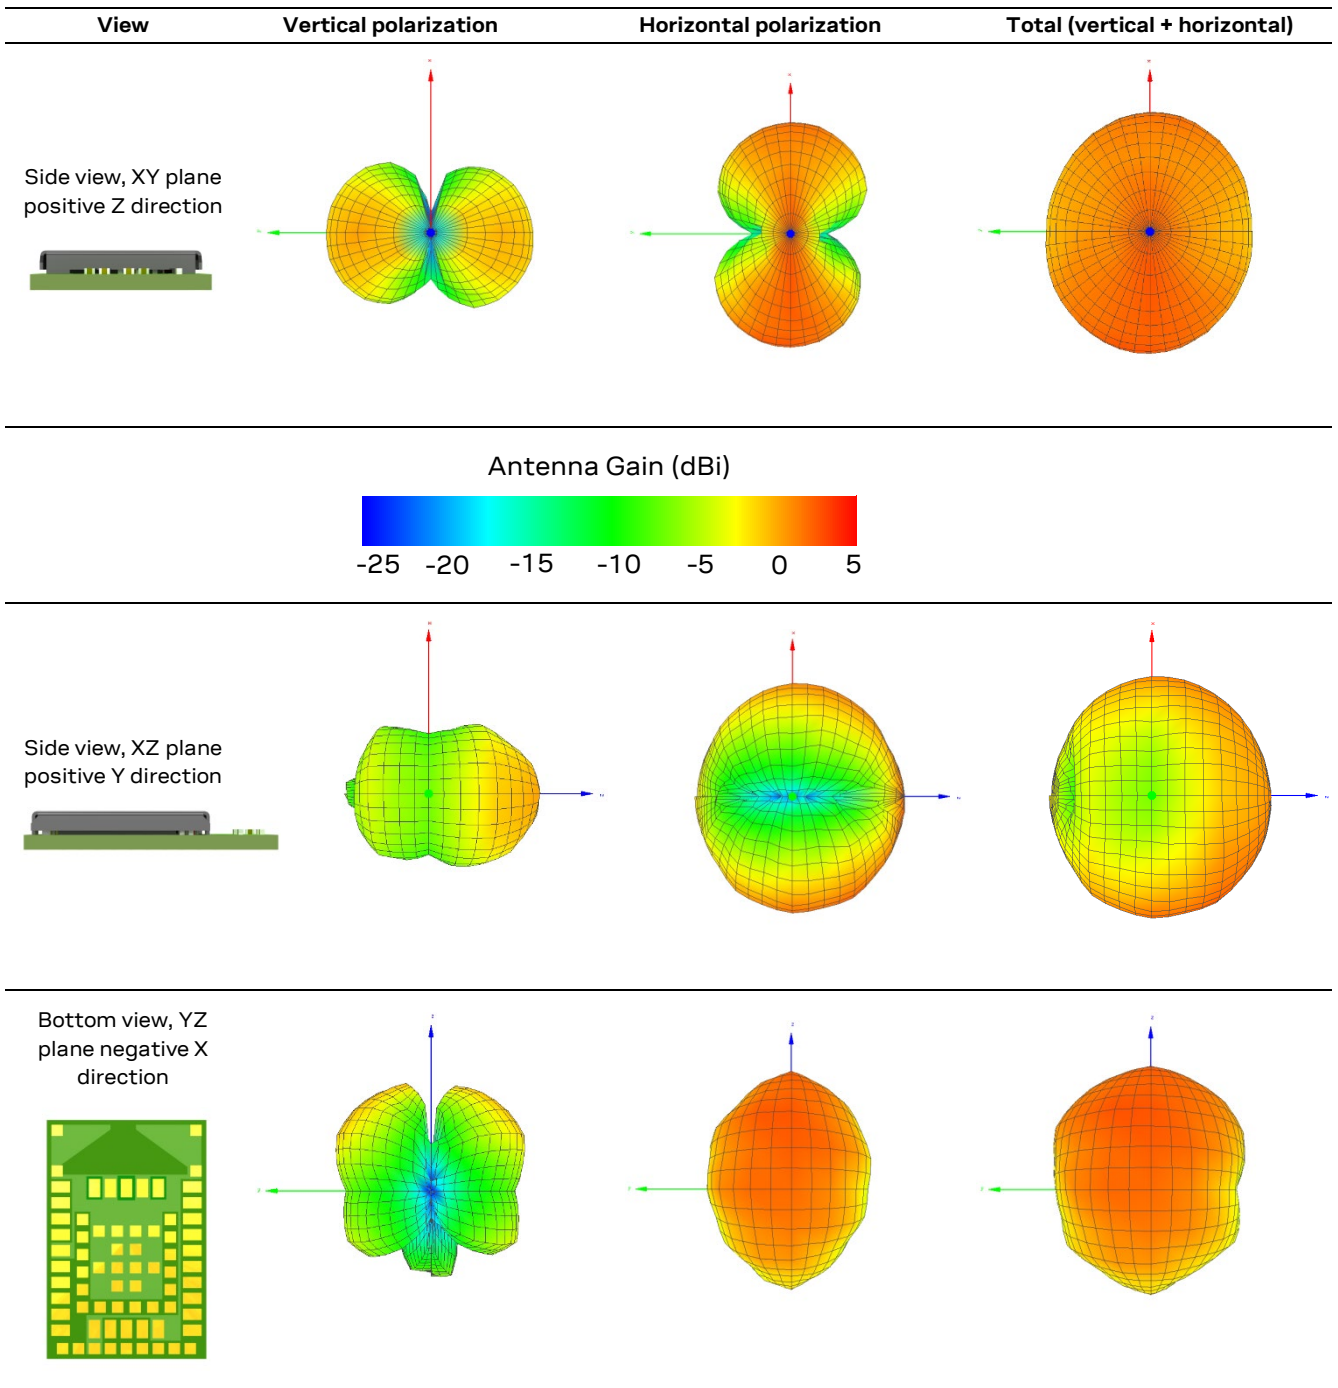 View Vertical polarization Horizontal polarization Total (vertical + horizontal)
Side view, XY plane
positive Z direction
Antenna Gain (dBi)
-25 -20 -15 -10 -5 0 5
Side view, XZ plane
positive Y direction
Bottom view, YZ
plane negative X
direction